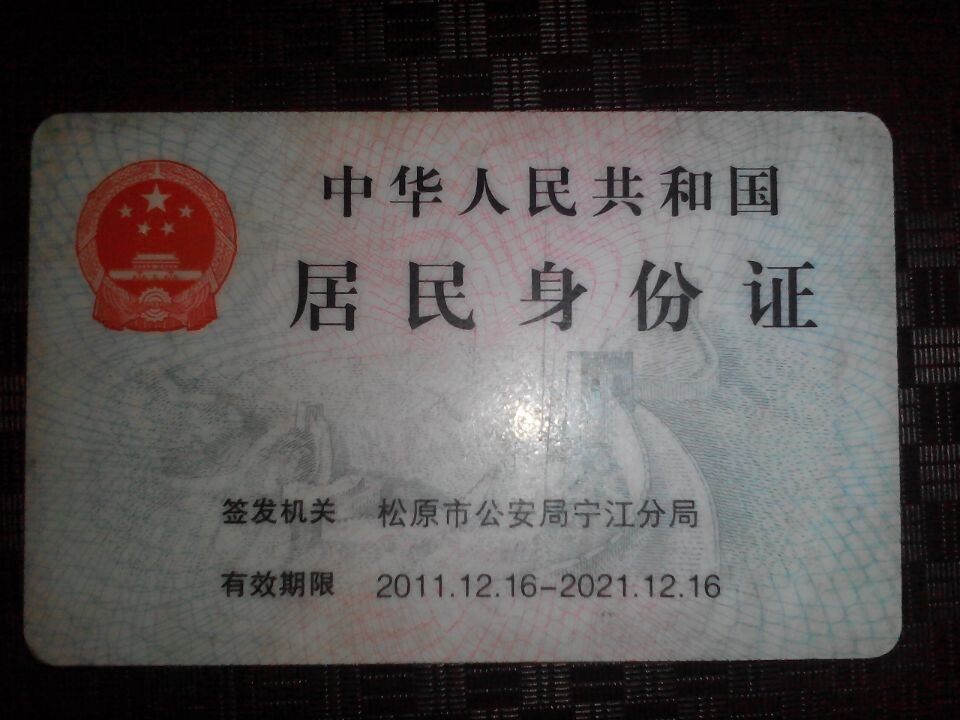 中华人民共和国
居民身份证
签发机关 松原市公安局宁江分局
有效期限 2011.12.16-2021.12.16